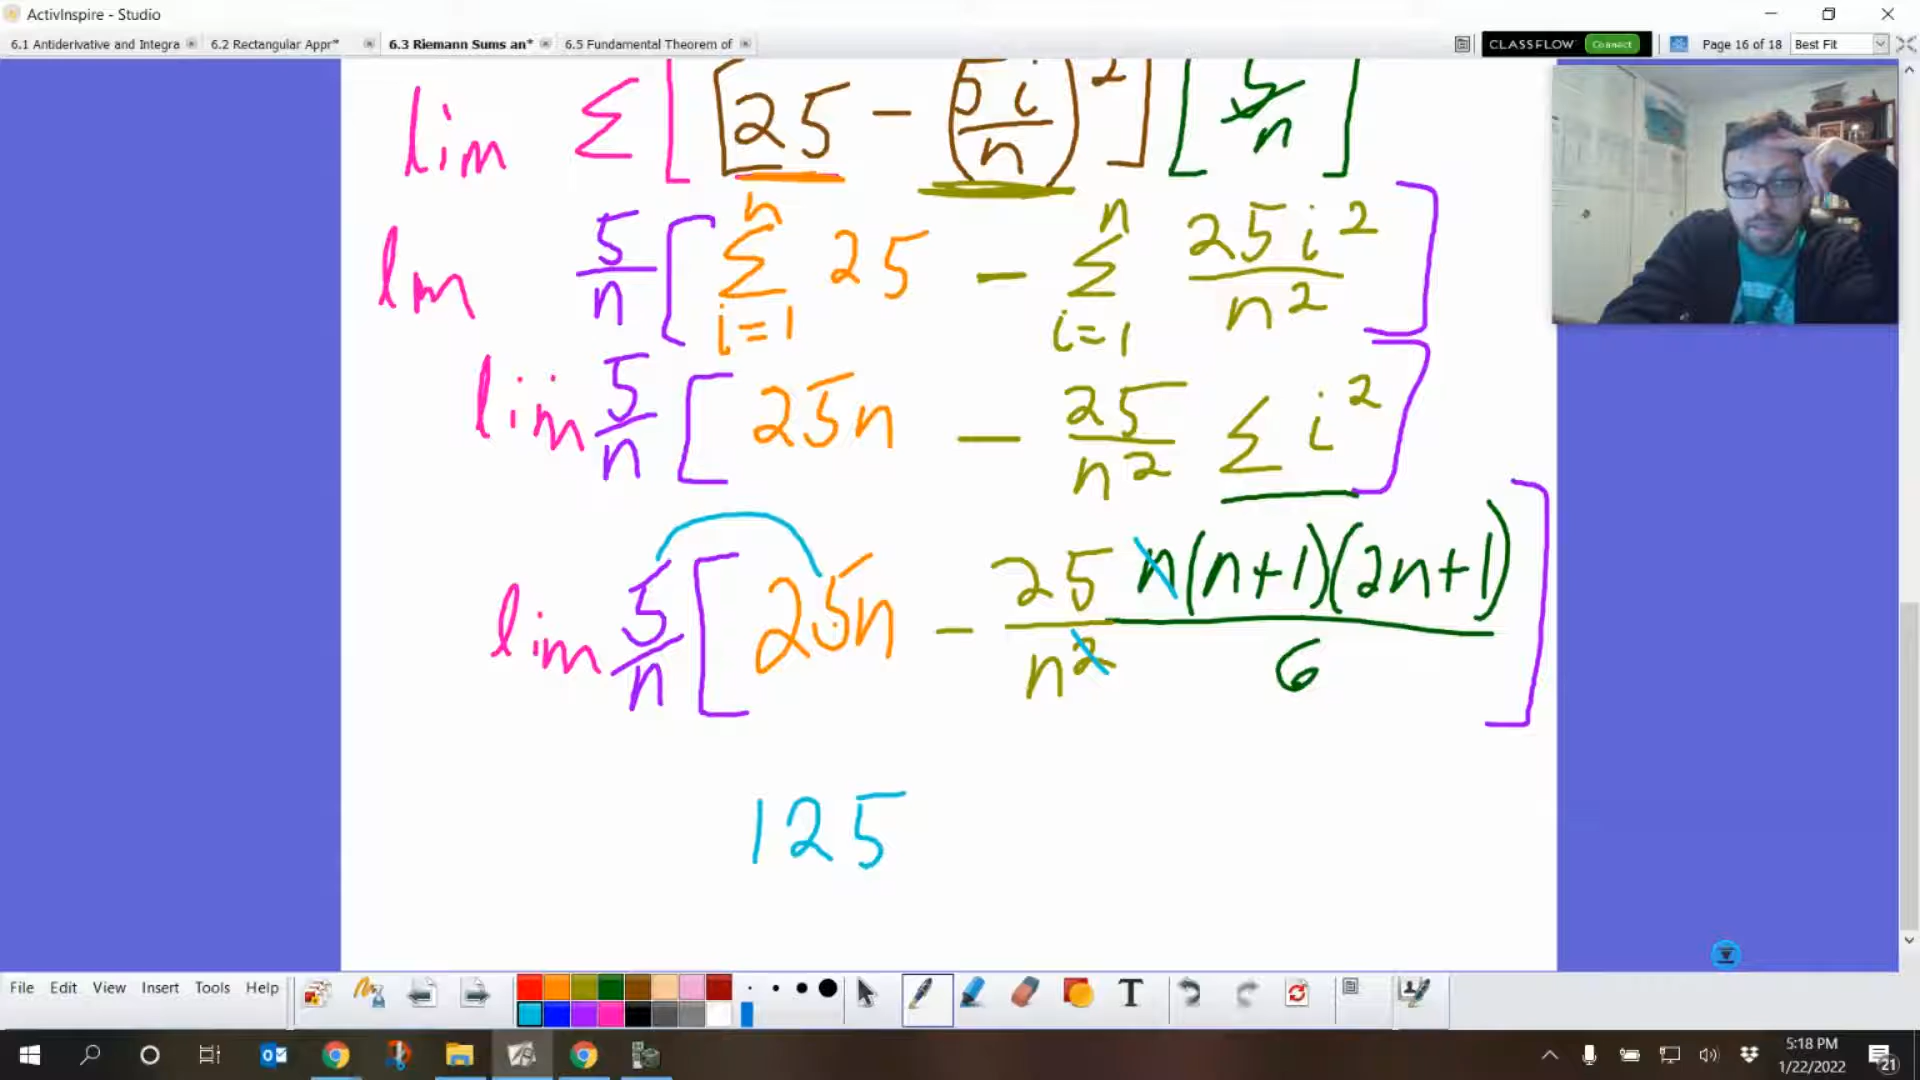 ActivInspire - Studio
6.1 Antiderivative and Integra 6.2 Rectangular Appr* 6.3 Riemann Sums an* 6.5 Fundamental Theorem of CLASSFLOW Connect Page 16 of 18 Best Fit
lim Σ [ [25 - (5i/n)²] [5/n]
lim 5/n [ n Σ i=1 25 - n Σ i=1 25i²/n² ]
lim 5/n [ 25n - 25/n² Σ i² ]
lim 5/n [ 25n - 25/n² n(n+1)(2n+1)/6 ]
125
File Edit View Insert Tools Help T
5:18 PM
1/22/2022
21